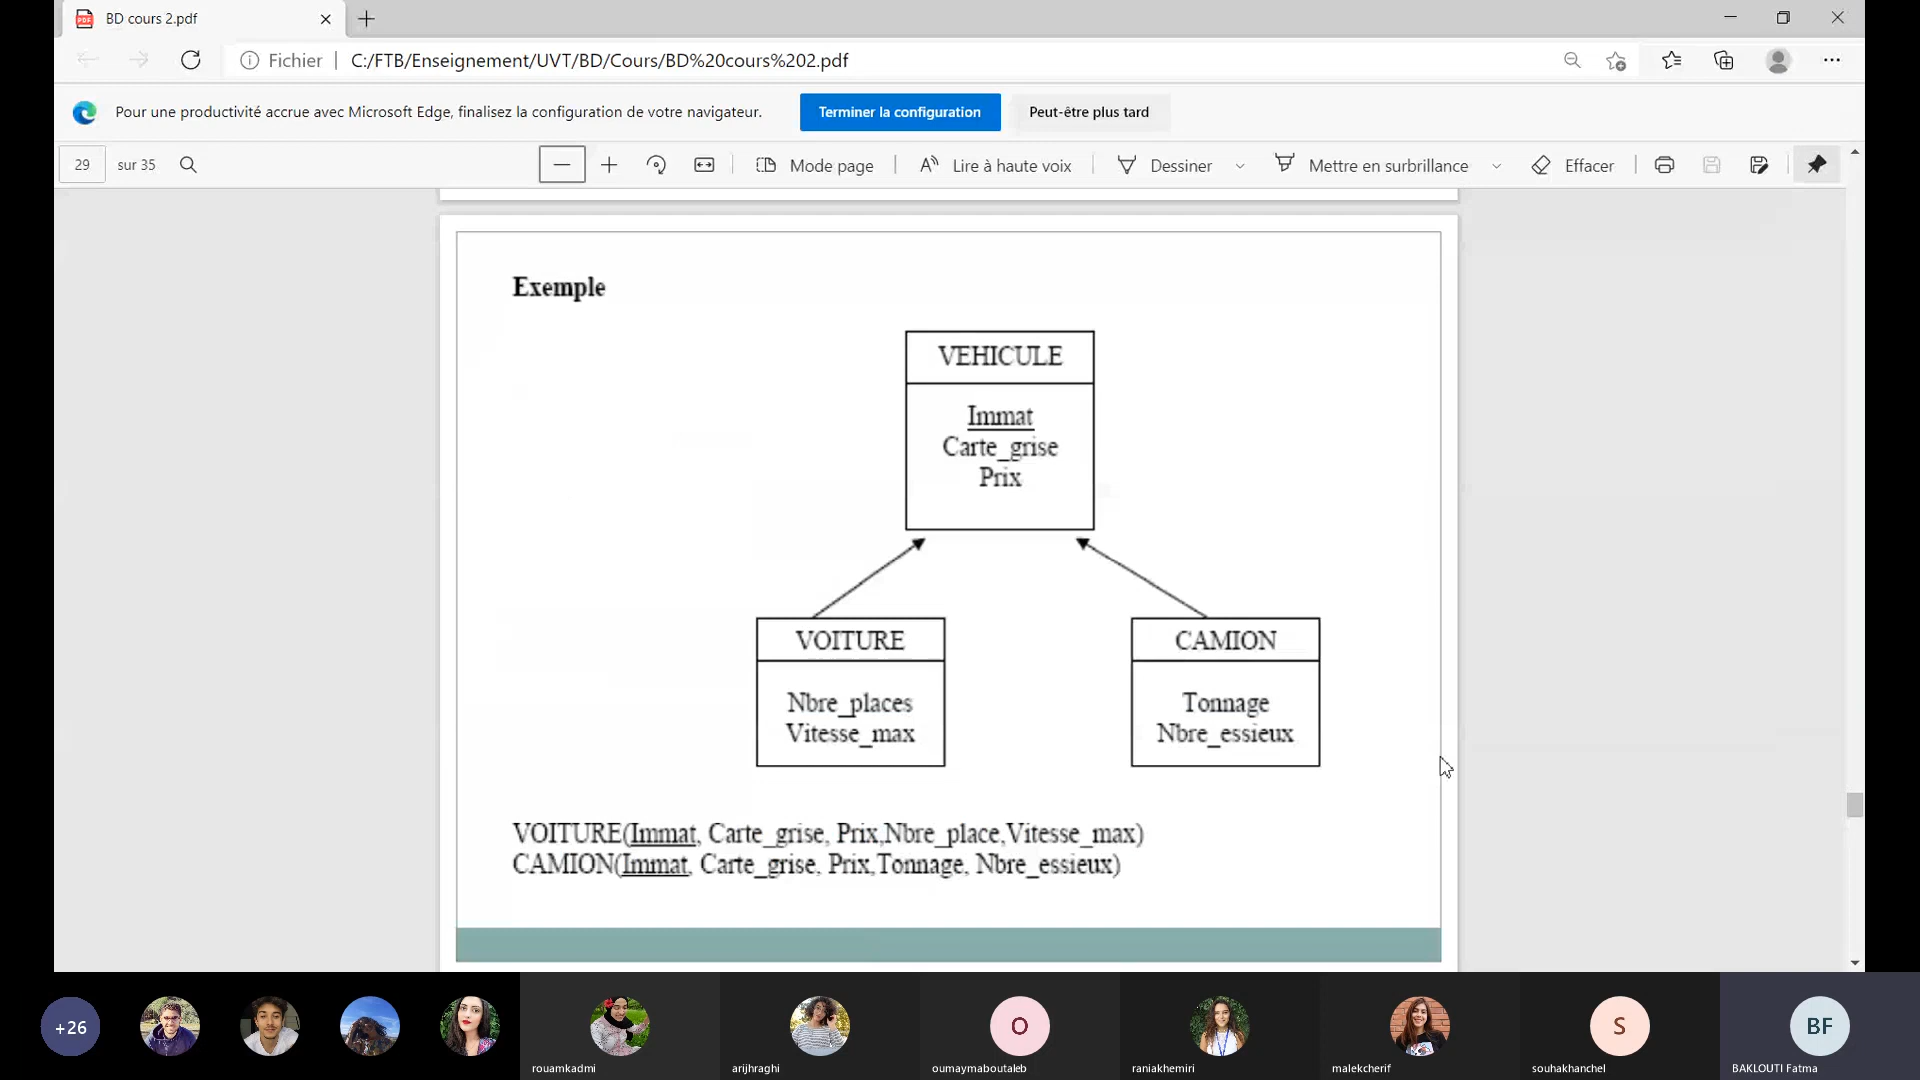 BD cours 2.pdf
Fichier | C:/FTB/Enseignement/UVT/BD/Cours/BD%20cours%202.pdf
Pour une productivité accrue avec Microsoft Edge, finalisez la configuration de votre navigateur.
Terminer la configuration
Peut-être plus tard
29 sur 35
Mode page
Lire à haute voix
Dessiner
Mettre en surbrillance
Effacer
Exemple
VEHICULE
Immat
Carte_grise
Prix
VOITURE
Nbre_places
Vitesse_max
CAMION
Tonnage
Nbre_essieux
VOITURE(Immat, Carte_grise, Prix,Nbre_place,Vitesse_max)
CAMION(Immat, Carte_grise, Prix,Tonnage, Nbre_essieux)
+26
rouamkadmi
arijhraghi
O
oumaymaboutaleb
raniakhemiri
malekcherif
S
souhakhanchel
BF
BAKLOUTI Fatma